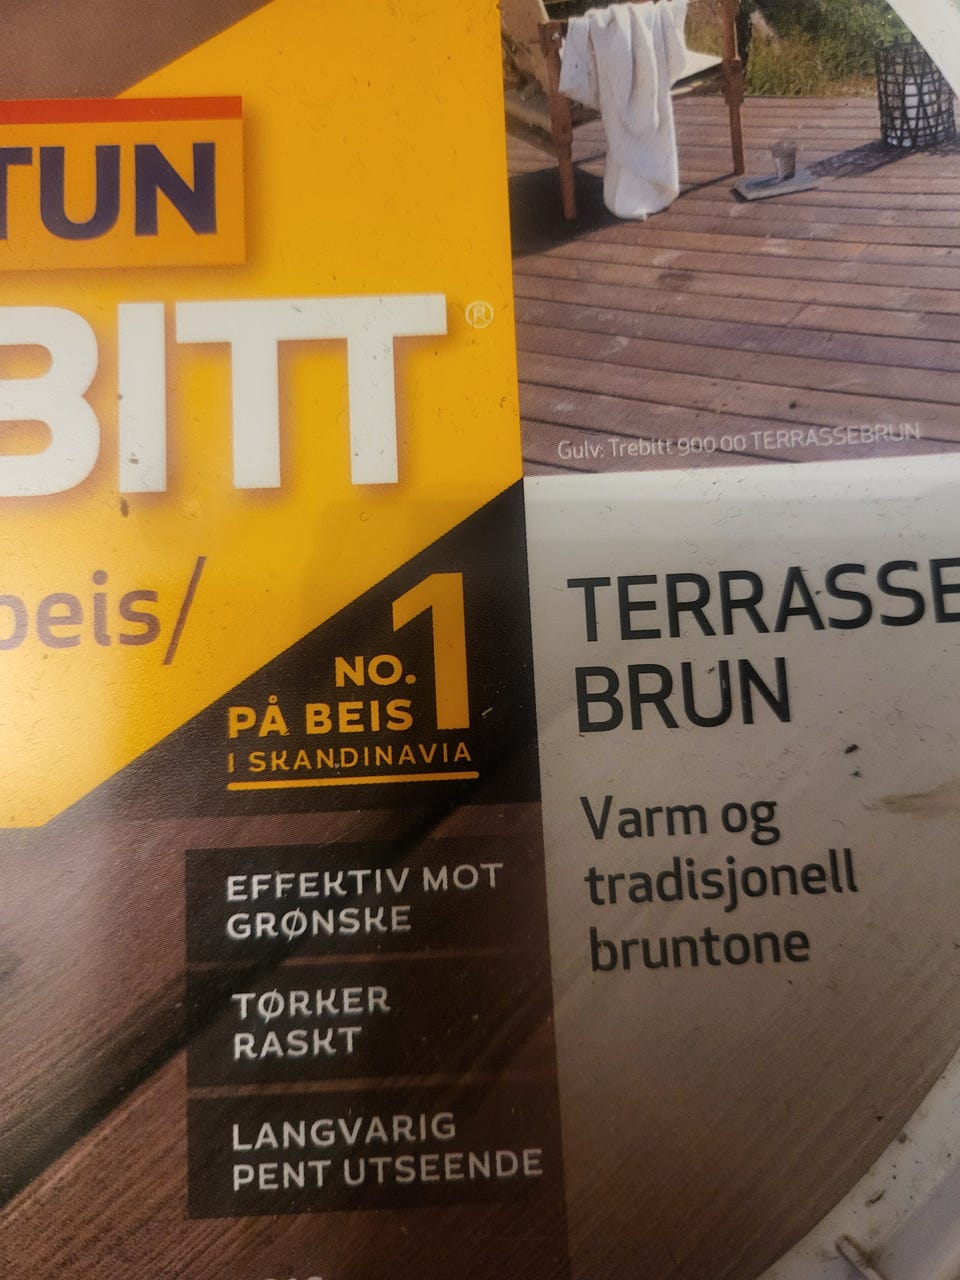 TUN
BITT®
beis/
NO. 1
PÅ BEIS
I SKANDINAVIA
EFFEKTIV MOT
GRØNSKE
TØRKER
RASKT
LANGVARIG
PENT UTSEENDE
Gulv: Trebitt 900 00 TERRASSEBRUN
TERRASSE
BRUN
Varm og
tradisjonell
bruntone